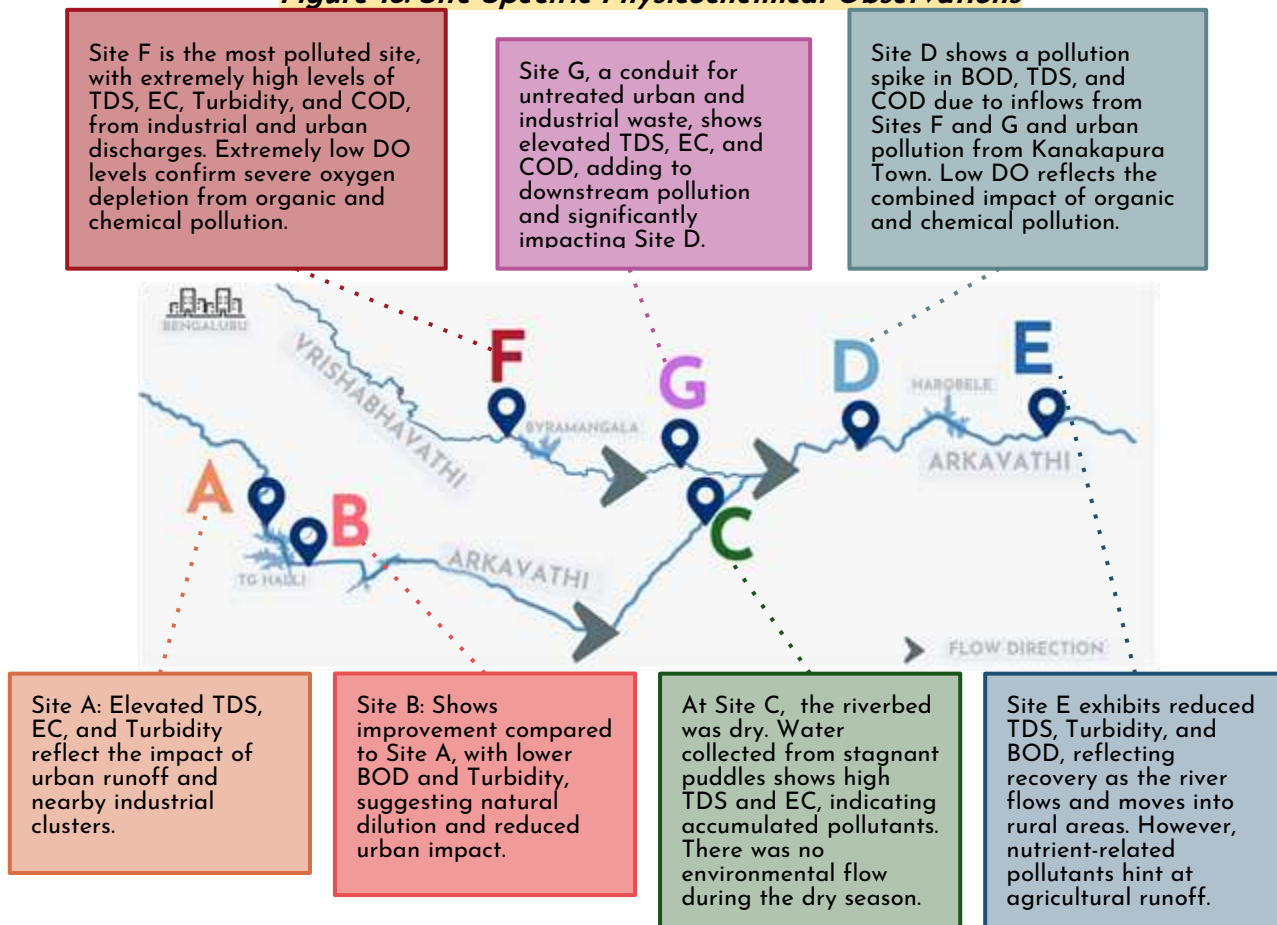 Figure 10: Site Specific Physicochemical Observations
Site F is the most polluted site,
with extremely high levels of
TDS, EC, Turbidity, and COD,
from industrial and urban
discharges. Extremely low DO
levels confirm severe oxygen
depletion from organic and
chemical pollution.
Site G, a conduit for
untreated urban and
industrial waste, shows
elevated TDS, EC, and
COD, adding to
downstream pollution
and significantly
impacting Site D.
Site D shows a pollution
spike in BOD, TDS, and
COD due to inflows from
Sites F and G and urban
pollution from Kanakapura
Town. Low DO reflects the
combined impact of organic
and chemical pollution.
BENGALURU
VRISHABHAVATHI
F
BYRAMANGALA
G
D
HAROBELE
E
ARKAVATHI
A
TG HALLI
B
ARKAVATHI
C
FLOW DIRECTION
Site A: Elevated TDS,
EC, and Turbidity
reflect the impact of
urban runoff and
nearby industrial
clusters.
Site B: Shows
improvement compared
to Site A, with lower
BOD and Turbidity,
suggesting natural
dilution and reduced
urban impact.
At Site C, the riverbed
was dry. Water
collected from stagnant
puddles shows high
TDS and EC, indicating
accumulated pollutants.
There was no
environmental flow
during the dry season.
Site E exhibits reduced
TDS, Turbidity, and
BOD, reflecting
recovery as the river
flows and moves into
rural areas. However,
nutrient-related
pollutants hint at
agricultural runoff.